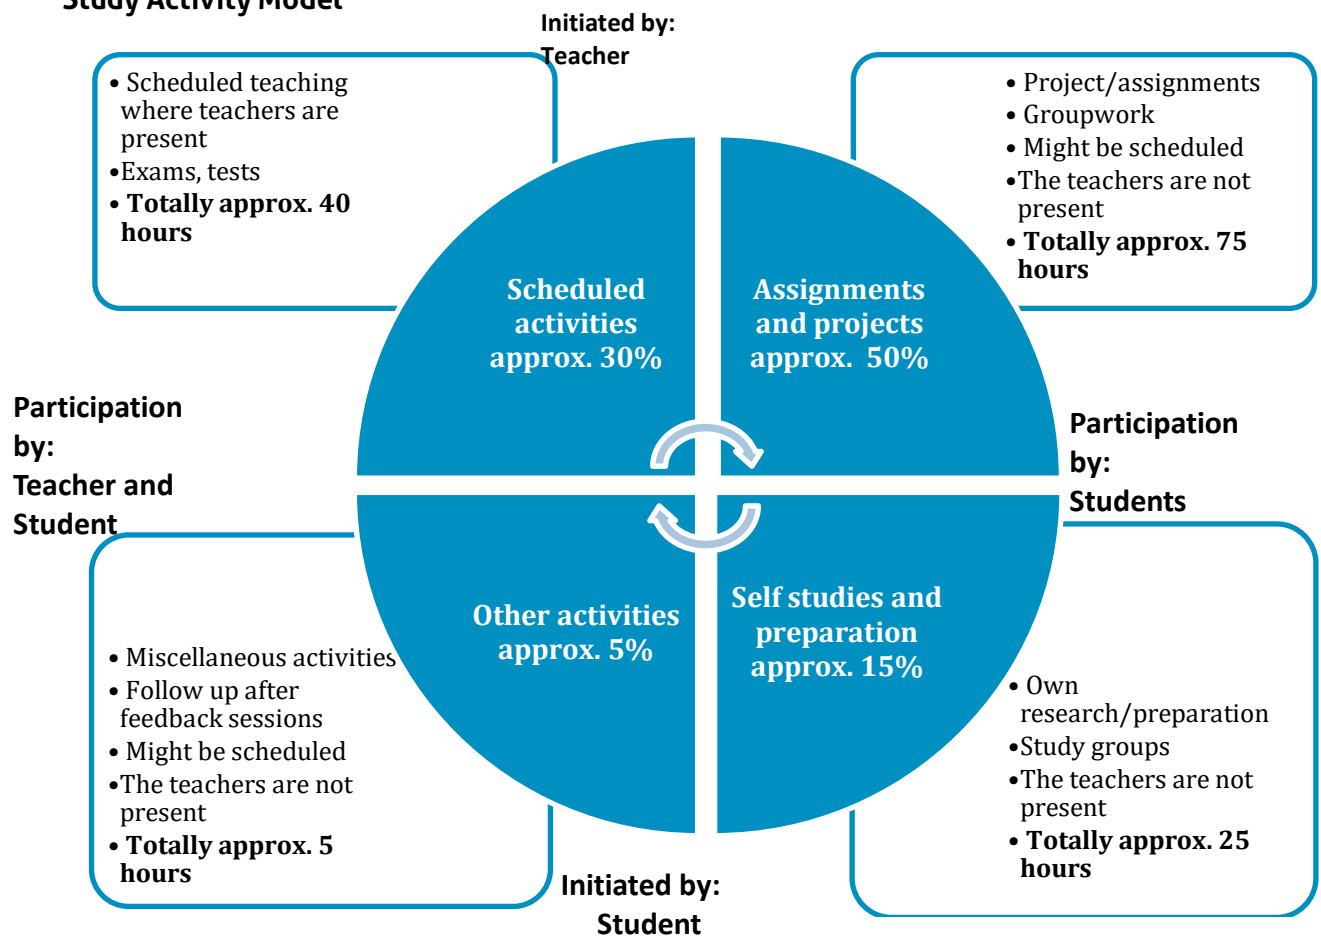 Study Activity Model
Initiated by:
Teacher
• Scheduled teaching
where teachers are
present
•Exams, tests
• Totally approx. 40
hours
• Project/assignments
• Groupwork
• Might be scheduled
•The teachers are not
present
• Totally approx. 75
hours
Scheduled
activities
approx. 30%
Assignments
and projects
approx. 50%
Participation
by:
Teacher and
Student
Participation
by:
Students
Other activities
approx. 5%
Self studies and
preparation
approx. 15%
• Miscellaneous activities
• Follow up after
feedback sessions
• Might be scheduled
•The teachers are not
present
• Totally approx. 5
hours
• Own
research/preparation
•Study groups
•The teachers are not
present
• Totally approx. 25
hours
Initiated by:
Student